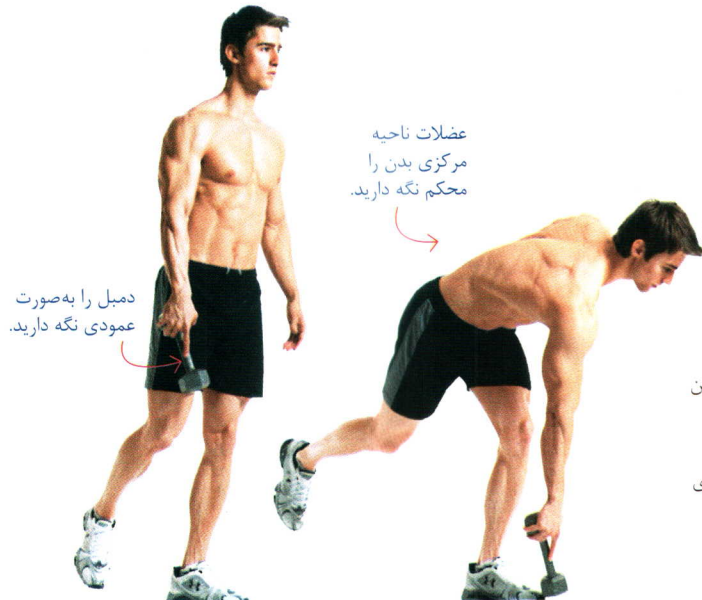 عضلات ناحیه
مرکزی بدن را
محکم نگه دارید.
دمبل را به‌صورت
عمودی نگه دارید.
ن
ی